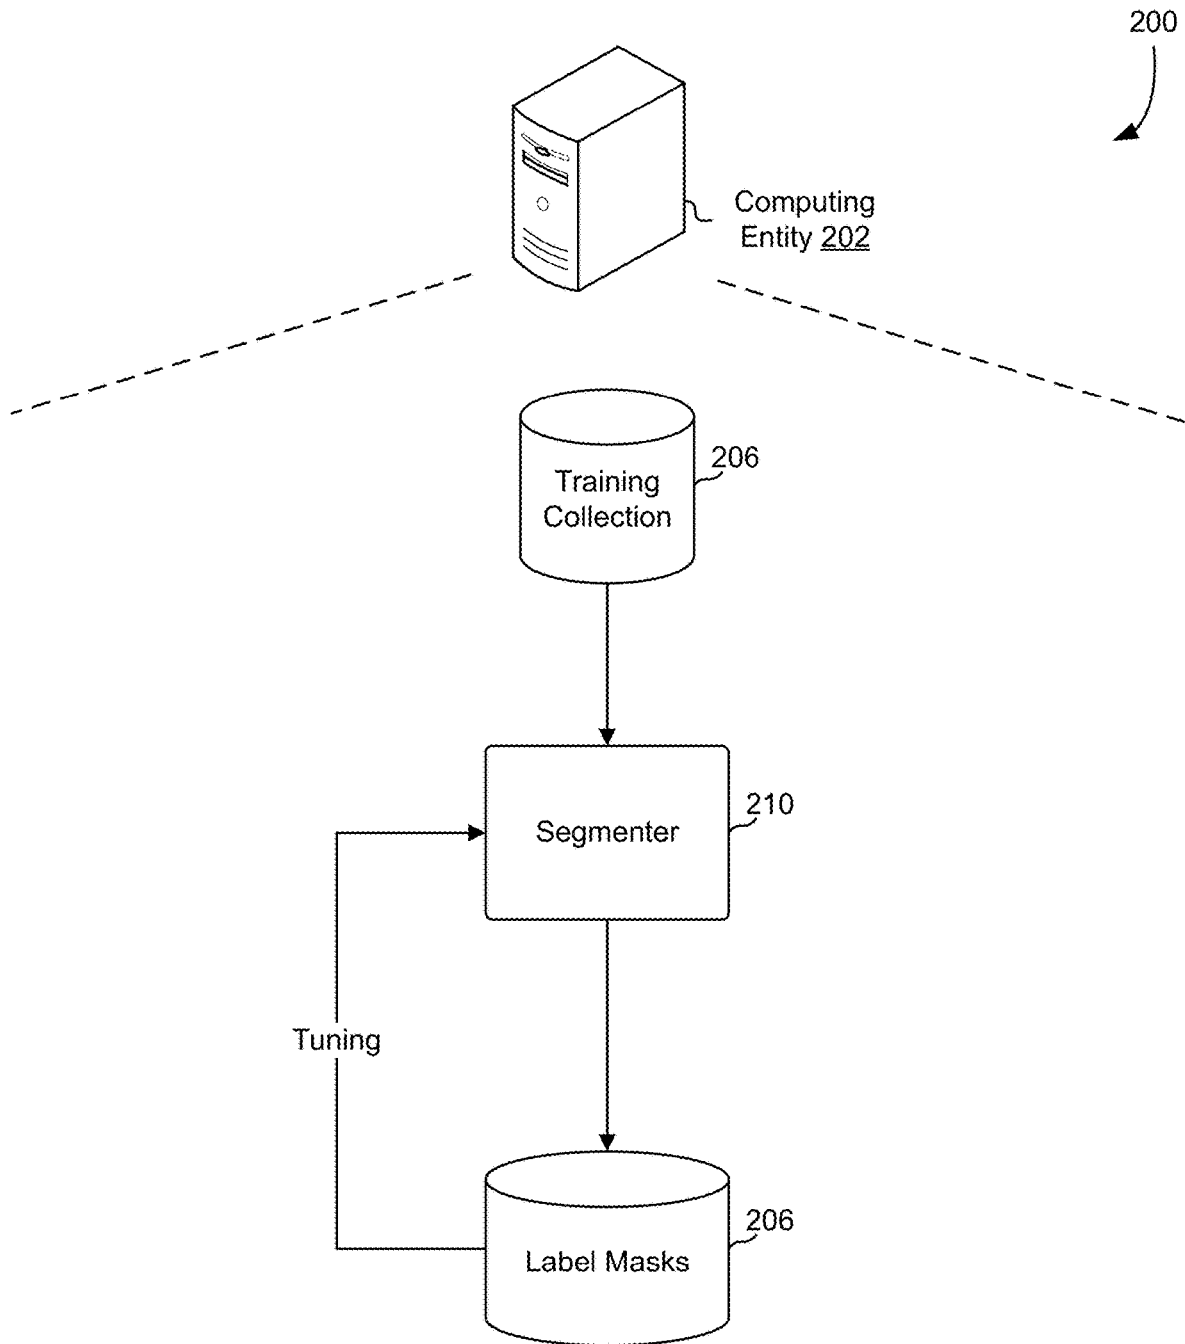 200
Computing
Entity 202
206
Training
Collection
210
Segmenter
Tuning
206
Label Masks